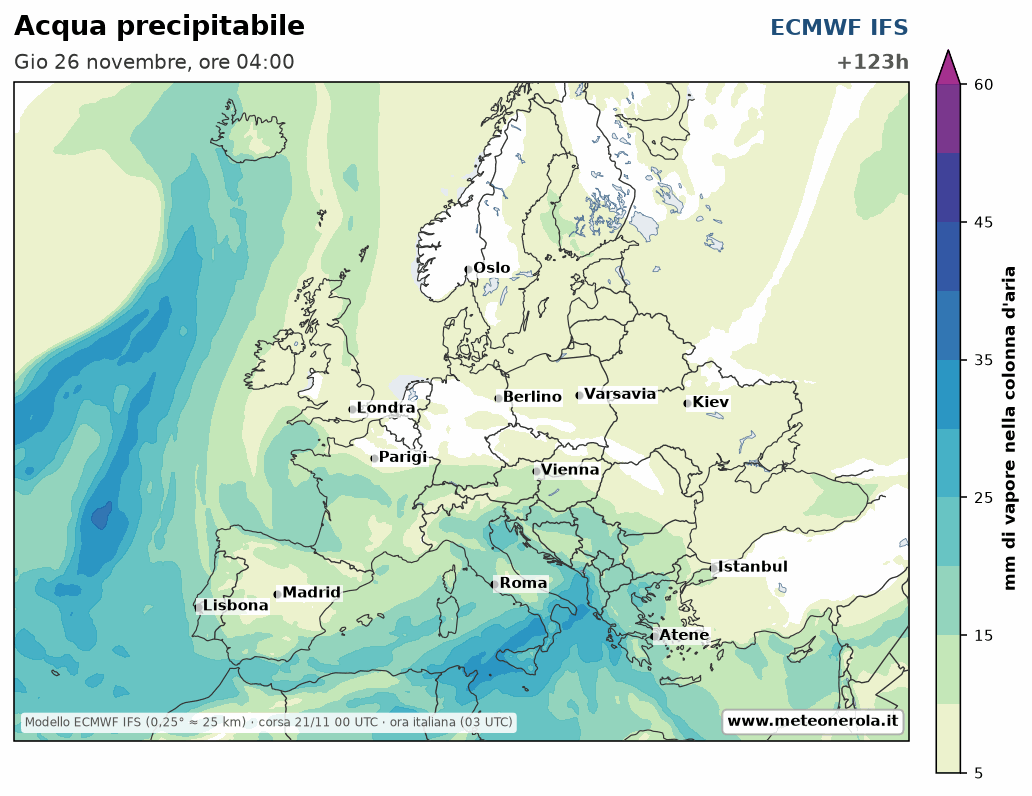 Acqua precipitabile
ECMWF IFS
Gio 26 novembre, ore 04:00
+123h
60
45
35
25
15
5
mm di vapore nella colonna d'aria
Oslo
Berlino
Varsavia
Kiev
Londra
Parigi
Vienna
Istanbul
Roma
Madrid
Lisbona
Atene
Modello ECMWF IFS (0,25° ≈ 25 km) · corsa 21/11 00 UTC · ora italiana (03 UTC)
www.meteonerola.it